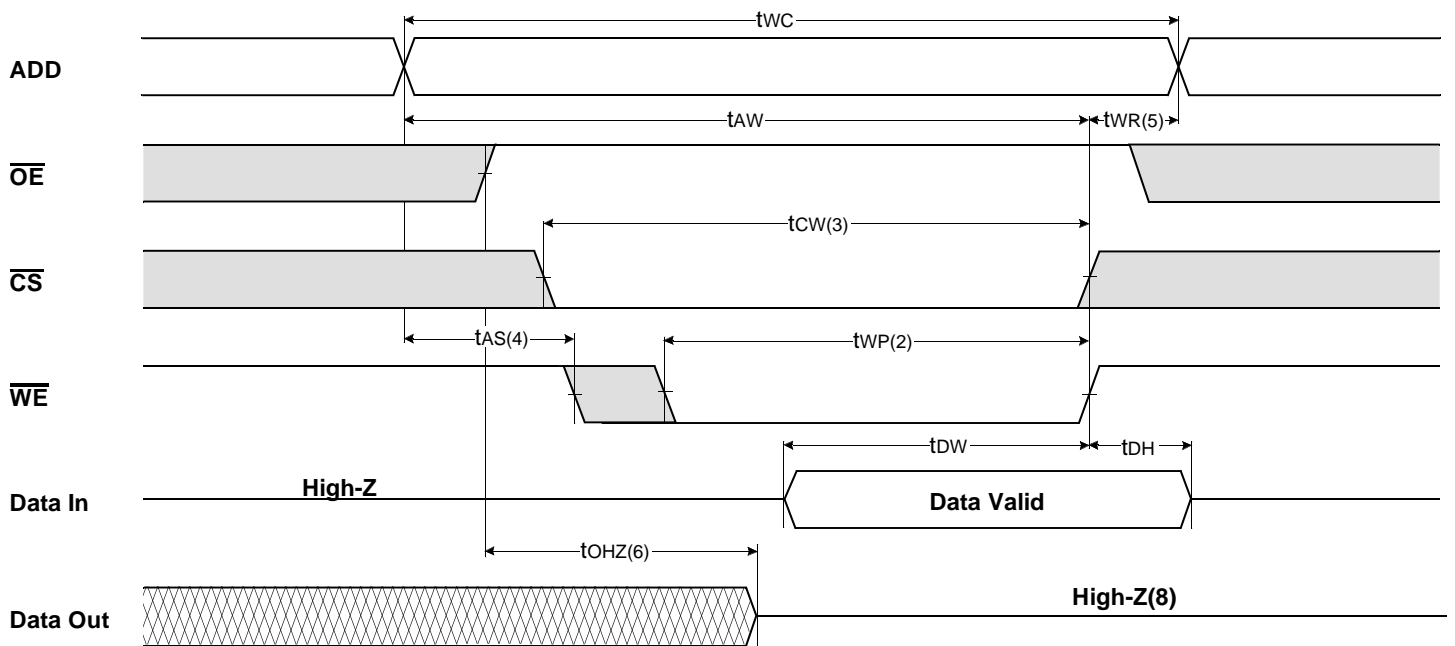 tWC
ADD
tAW
tWR(5)
OE
tCW(3)
CS
tAS(4)
tWP(2)
WE
tDW
tDH
High-Z
Data In
Data Valid
tOHZ(6)
High-Z(8)
Data Out